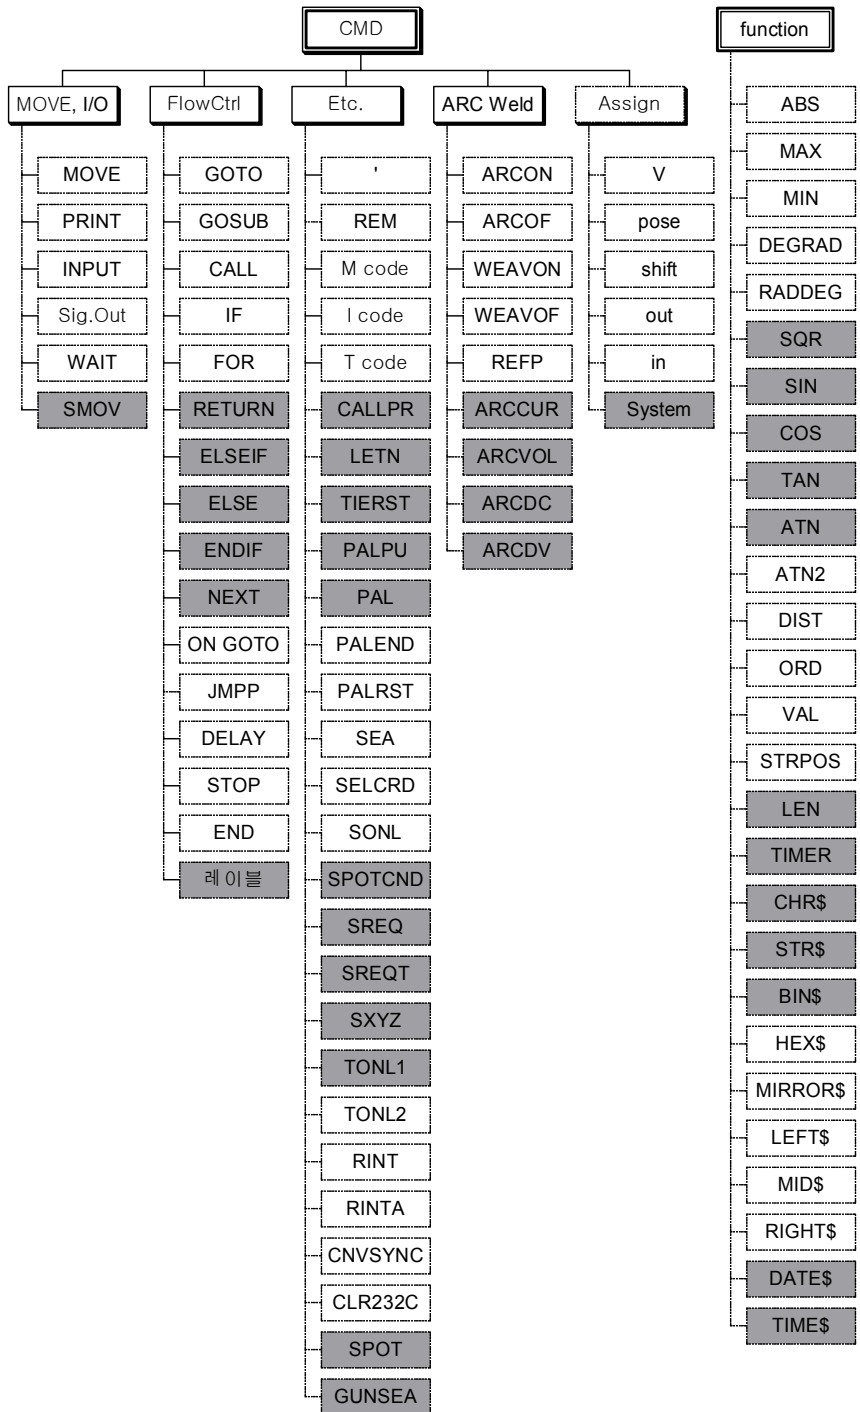 CMD
MOVE, I/O
MOVE
PRINT
INPUT
Sig.Out
WAIT
SMOV
FlowCtrl
GOTO
GOSUB
CALL
IF
FOR
RETURN
ELSEIF
ELSE
ENDIF
NEXT
ON GOTO
JMPP
DELAY
STOP
END
레이블
Etc.
'
REM
M code
I code
T code
CALLPR
LETN
TIERST
PALPU
PAL
PALEND
PALRST
SEA
SELCRD
SONL
SPOTCND
SREQ
SREQT
SXYZ
TONL1
TONL2
RINT
RINTA
CNVSYNC
CLR232C
SPOT
GUNSEA
ARC Weld
ARCON
ARCOF
WEAVON
WEAVOF
REFP
ARCCUR
ARCVOL
ARCDC
ARCDV
Assign
V
pose
shift
out
in
System
function
ABS
MAX
MIN
DEGRAD
RADDEG
SQR
SIN
COS
TAN
ATN
ATN2
DIST
ORD
VAL
STRPOS
LEN
TIMER
CHR$
STR$
BIN$
HEX$
MIRROR$
LEFT$
MID$
RIGHT$
DATE$
TIME$